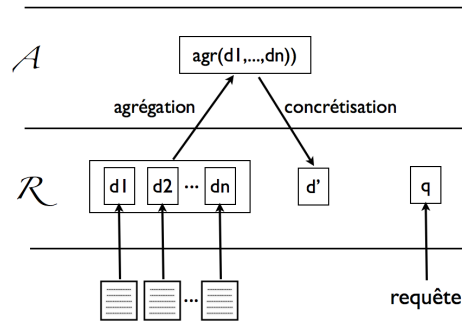 A
agr(d1,...,dn))
agrégation
concrétisation
R
d1
d2
...
dn
d'
q
...
requête